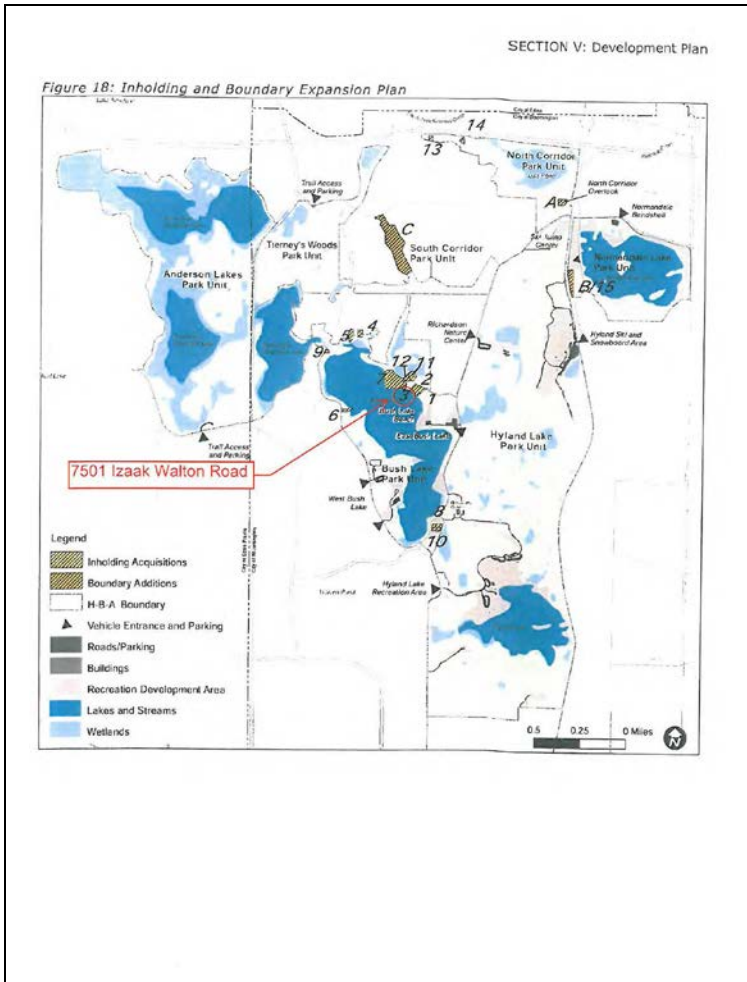 SECTION V: Development Plan
Figure 18: Inholding and Boundary Expansion Plan
14
13
North Corridor
Park Unit
North Corridor
Overlook
A
Trail Access
and Parking
Normandale
Bandshell
C
Tierney's Woods
Park Unit
South Corridor
Park Unit
Normandale Lake
Park Unit
Anderson Lakes
Park Unit
B/15
5
4
9
Richardson
Nature
Center
Hyland Ski and
Snowboard Area
12
11
7
2
3
1
6
Bush Lake
Beach
East Bush Lake
Hyland Lake
Park Unit
Trail Access
and Parking
7501 Izaak Walton Road
Bush Lake
Park Unit
West Bush
Lake
8
10
Hyland Lake
Recreation Area
Legend
Inholding Acquisitions
Boundary Additions
H-B-A Boundary
Vehicle Entrance and Parking
Roads/Parking
Buildings
Recreation Development Area
Lakes and Streams
Wetlands
0.5 0.25 0 Miles
N